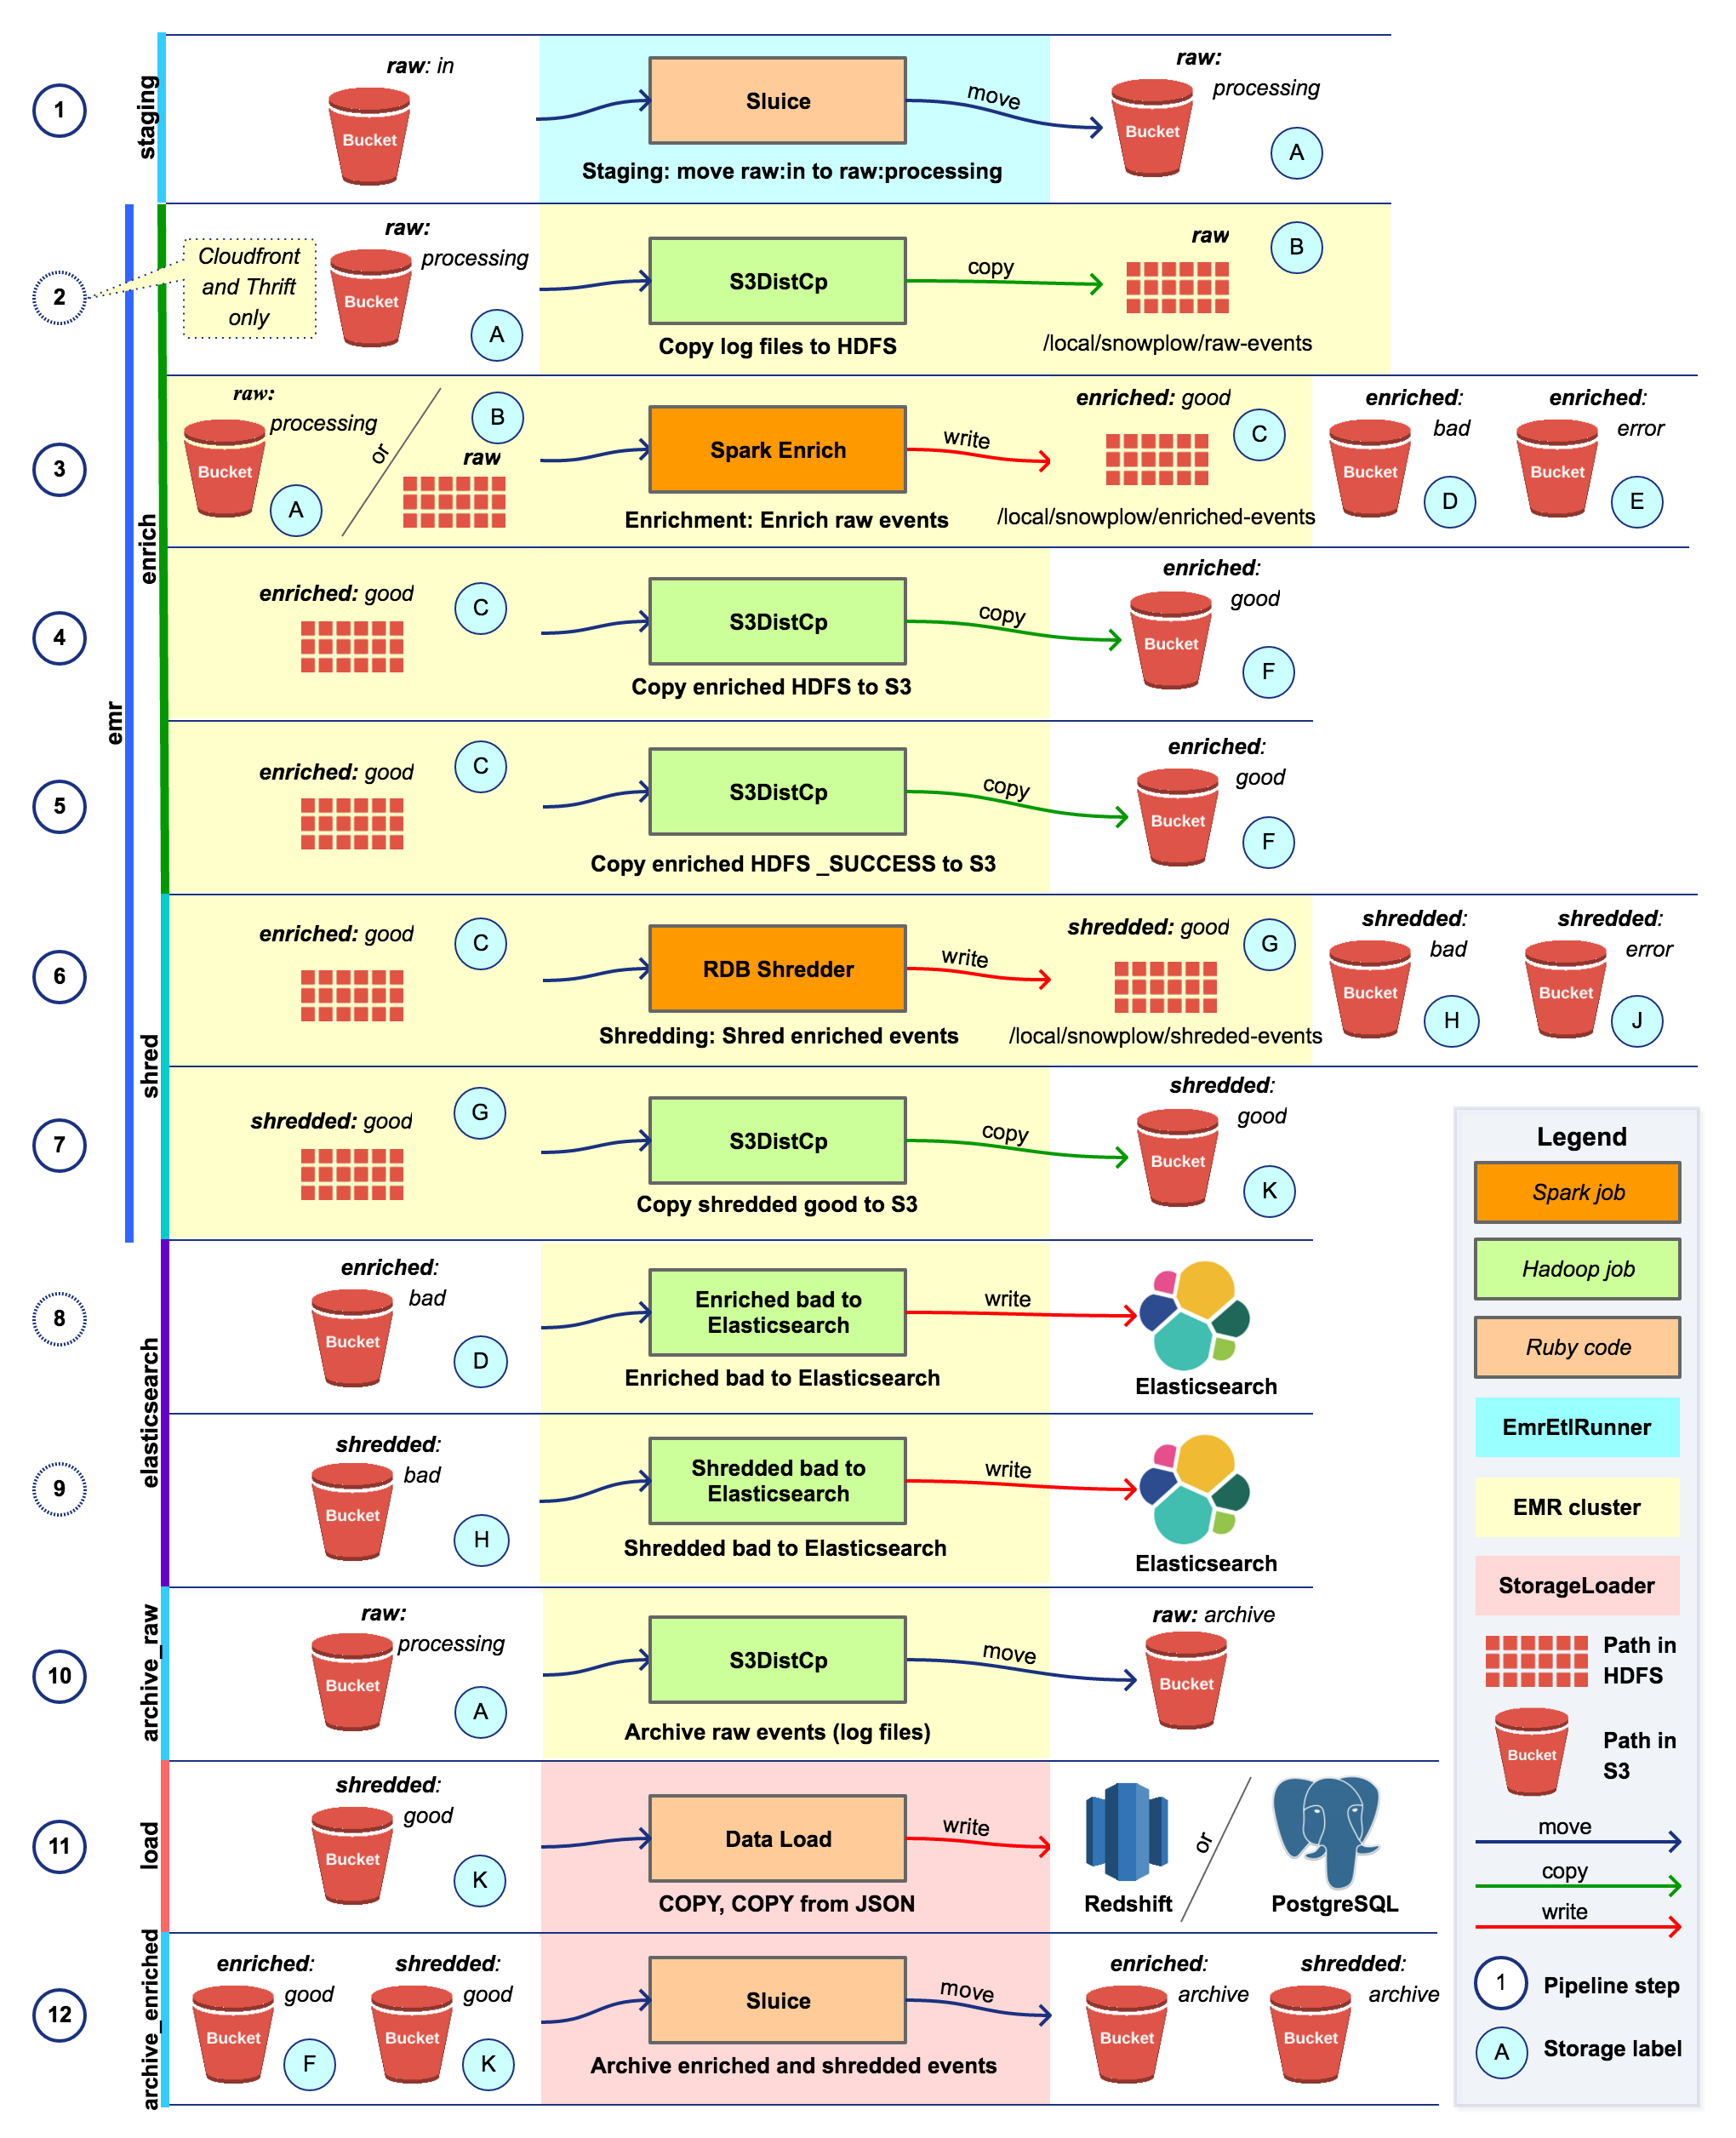 staging
1
raw: in
Bucket
Sluice
Staging: move raw:in to raw:processing
move
raw:
processing
Bucket
A
emr
enrich
2
Cloudfront
and Thrift
only
raw:
processing
Bucket
A
S3DistCp
Copy log files to HDFS
copy
raw
B
/local/snowplow/raw-events
3
raw:
processing
Bucket
A
or
B
raw
Spark Enrich
Enrichment: Enrich raw events
write
enriched: good
C
/local/snowplow/enriched-events
enriched:
bad
Bucket
D
enriched:
error
Bucket
E
4
enriched: good
C
S3DistCp
Copy enriched HDFS to S3
copy
enriched:
good
Bucket
F
5
enriched: good
C
S3DistCp
Copy enriched HDFS _SUCCESS to S3
copy
enriched:
good
Bucket
F
shred
6
enriched: good
C
RDB Shredder
Shredding: Shred enriched events
write
shredded: good
G
/local/snowplow/shreded-events
shredded:
bad
Bucket
H
shredded:
error
Bucket
J
7
shredded: good
G
S3DistCp
Copy shredded good to S3
copy
shredded:
good
Bucket
K
elasticsearch
8
enriched:
bad
Bucket
D
Enriched bad to
Elasticsearch
Enriched bad to Elasticsearch
write
Elasticsearch
9
shredded:
bad
Bucket
H
Shredded bad to
Elasticsearch
Shredded bad to Elasticsearch
write
Elasticsearch
archive_raw
10
raw:
processing
Bucket
A
S3DistCp
Archive raw events (log files)
move
raw: archive
Bucket
load
11
shredded:
good
Bucket
K
Data Load
COPY, COPY from JSON
write
Redshift
or
PostgreSQL
archive_enriched
12
enriched:
good
Bucket
F
shredded:
good
Bucket
K
Sluice
Archive enriched and shredded events
move
enriched:
archive
Bucket
shredded:
archive
Bucket
Legend
Spark job
Hadoop job
Ruby code
EmrEtlRunner
EMR cluster
StorageLoader
Path in
HDFS
Bucket
Path in
S3
move
copy
write
1
Pipeline step
A
Storage label